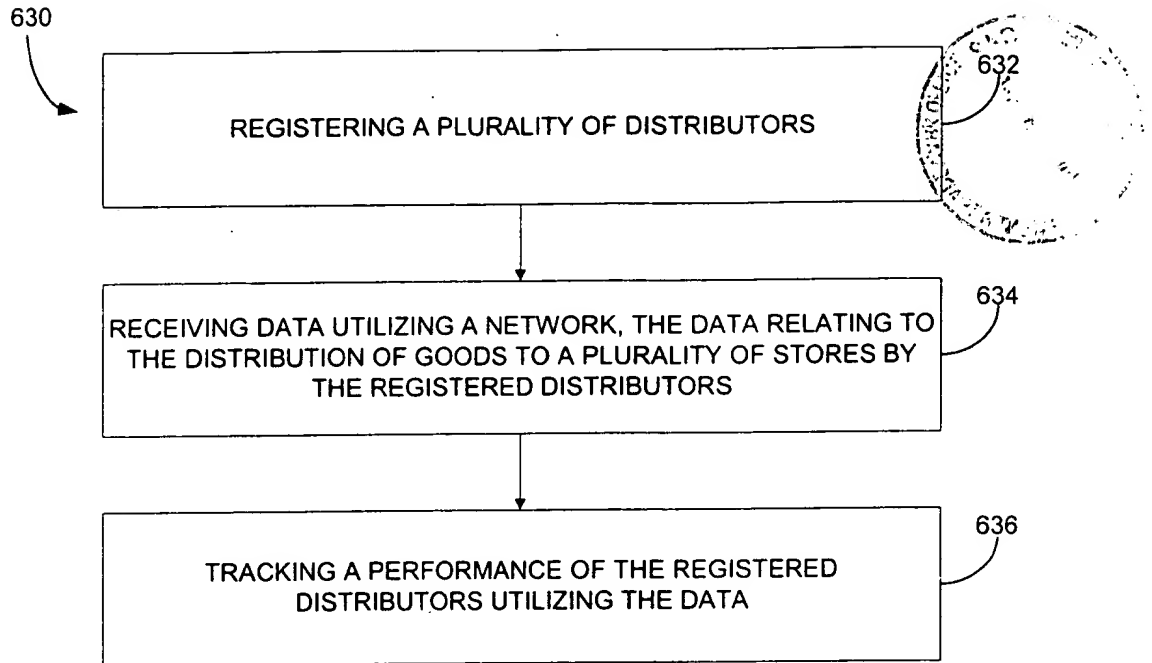 630
632
REGISTERING A PLURALITY OF DISTRIBUTORS
634
RECEIVING DATA UTILIZING A NETWORK, THE DATA RELATING TO
THE DISTRIBUTION OF GOODS TO A PLURALITY OF STORES BY
THE REGISTERED DISTRIBUTORS
636
TRACKING A PERFORMANCE OF THE REGISTERED
DISTRIBUTORS UTILIZING THE DATA